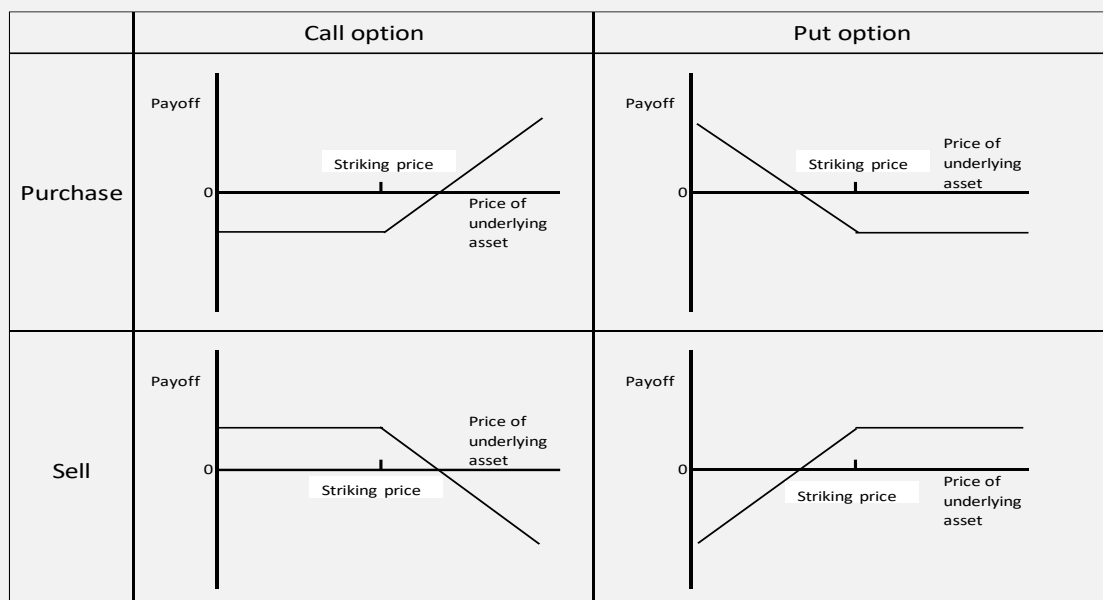 Call option
Put option
Purchase
Payoff
Striking price
0
Price of
underlying
asset
Payoff
Striking price
Price of
underlying
asset
0
Sell
Payoff
Price of
underlying
asset
0
Striking price
Payoff
0
Striking price
Price of
underlying
asset